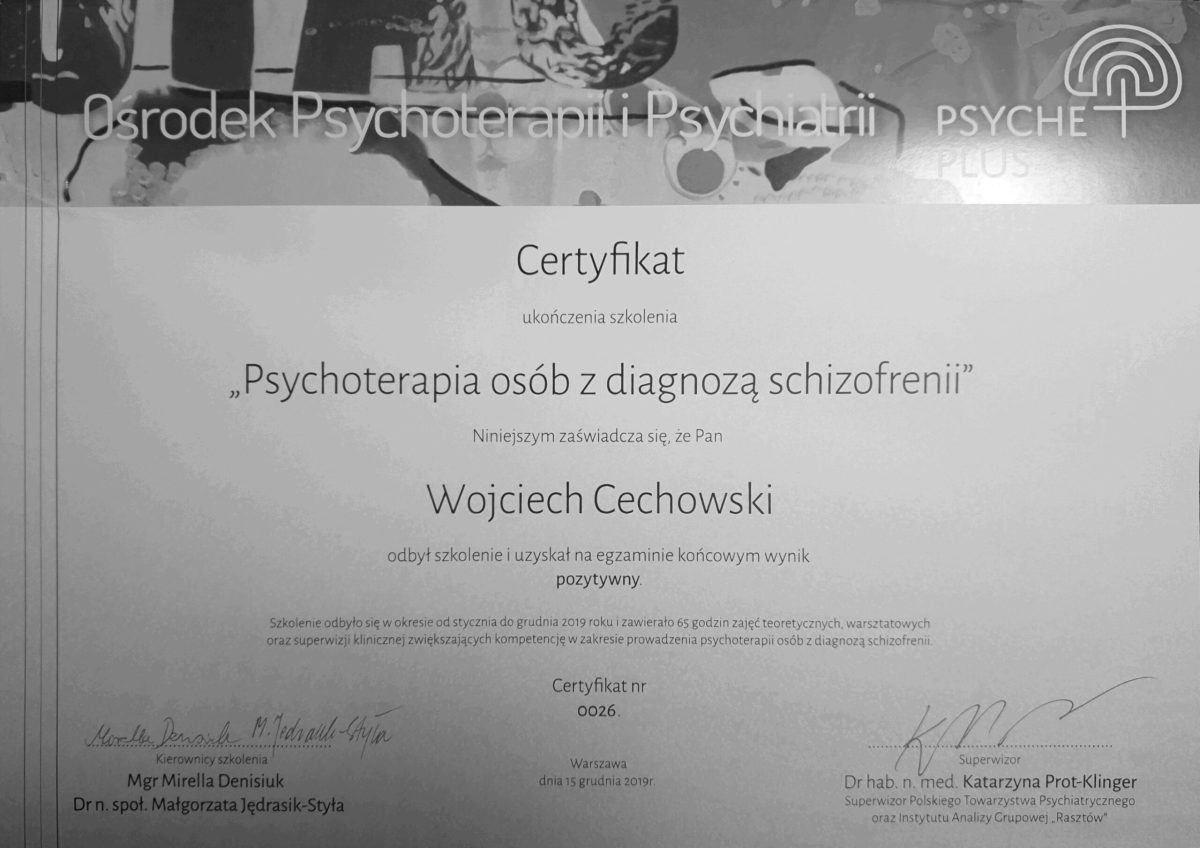 Ośrodek Psychoterapii i Psychiatrii
PSYCHE
PLUS
Certyfikat
ukończenia szkolenia
„Psychoterapia osób z diagnozą schizofrenii”
Niniejszym zaświadcza się, że Pan
Wojciech Cechowski
odbył szkolenie i uzyskał na egzaminie końcowym wynik
pozytywny.
Szkolenie odbyło się w okresie od stycznia do grudnia 2019 roku i zawierało 65 godzin zajęć teoretycznych, warsztatowych
oraz superwizji klinicznej zwiększających kompetencję w zakresie prowadzenia psychoterapii osób z diagnozą schizofrenii.
Certyfikat nr
0026.
Mirella Denisiuk M. Jędrasik-Styła
Kierownicy szkolenia
Mgr Mirella Denisiuk
Dr n. społ. Małgorzata Jędrasik-Styła
Warszawa
dnia 15 grudnia 2019r.
Superwizor
Dr hab. n. med. Katarzyna Prot-Klinger
Superwizor Polskiego Towarzystwa Psychiatrycznego
oraz Instytutu Analizy Grupowej „Rasztów”